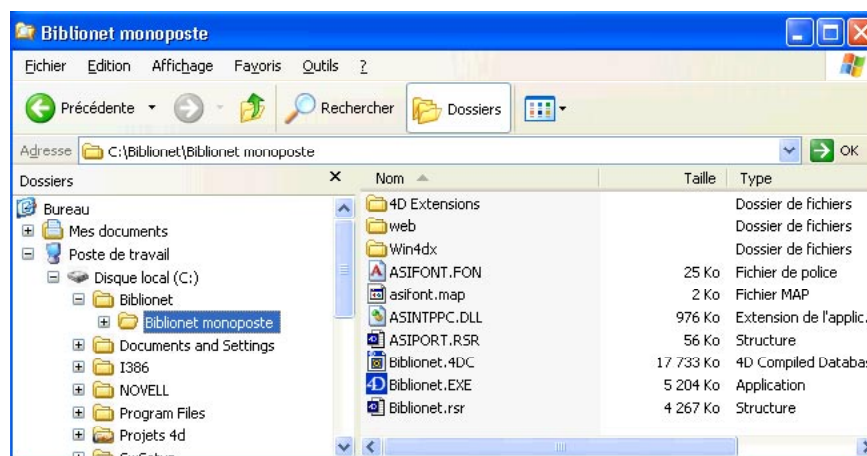 Biblionet monoposte
Fichier Edition Affichage Favoris Outils ?
Précédente Rechercher Dossiers
Adresse C:\Biblionet\Biblionet monoposte OK
Dossiers
Bureau
Mes documents
Poste de travail
Disque local (C:)
Biblionet
Biblionet monoposte
Documents and Settings
I386
NOVELL
Program Files
Projets 4d
Nom Taille Type
4D Extensions Dossier de fichiers
web Dossier de fichiers
Win4dx Dossier de fichiers
ASIFONT.FON 25 Ko Fichier de police
asifont.map 2 Ko Fichier MAP
ASINTPPC.DLL 976 Ko Extension de l'applic.
ASIPORT.RSR 56 Ko Structure
Biblionet.4DC 17 733 Ko 4D Compiled Databas
Biblionet.EXE 5 204 Ko Application
Biblionet.rsr 4 267 Ko Structure